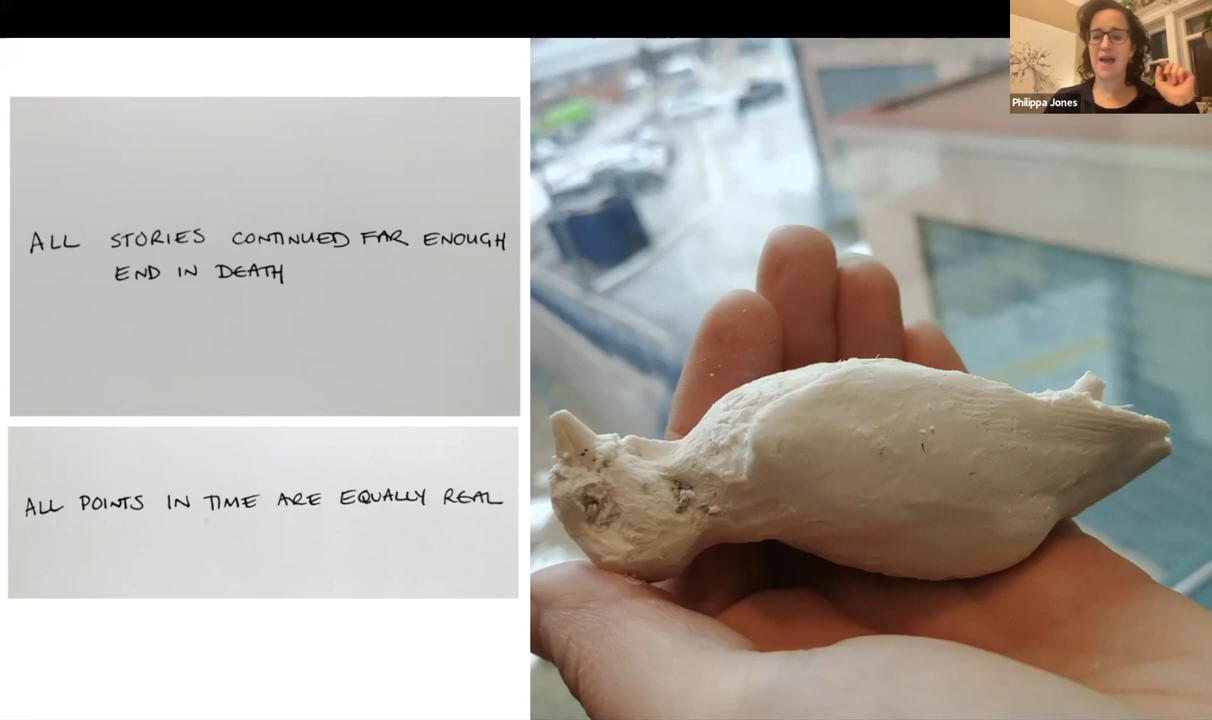 ALL STORIES CONTINUED FAR ENOUGH
END IN DEATH
ALL POINTS IN TIME ARE EQUALLY REAL
Philippa Jones